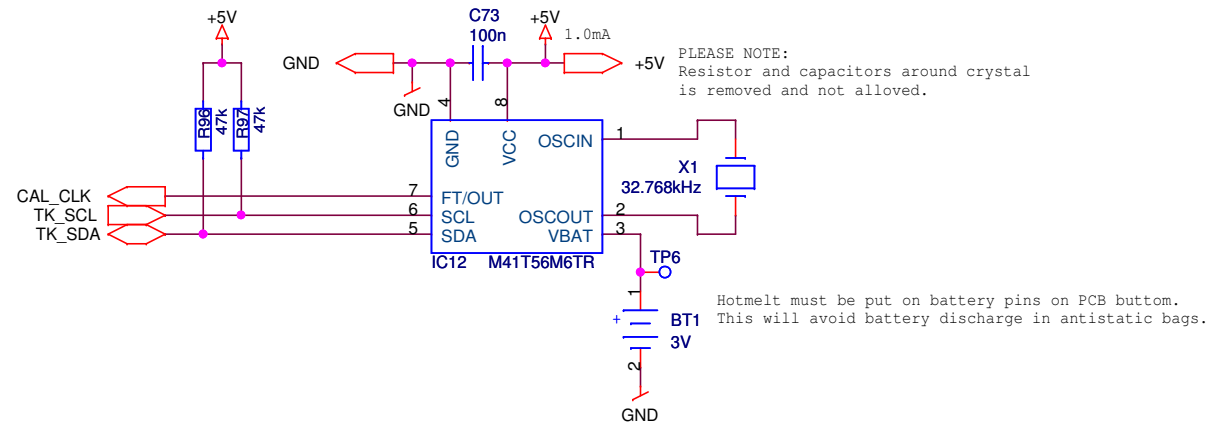 +5V
C73
100n
+5V
1.0mA
GND
+5V
PLEASE NOTE:
Resistor and capacitors around crystal
is removed and not alloved.
GND
R96
47k
R97
47k
4
8
GND
VCC
OSCIN
1
X1
32.768kHz
CAL_CLK
7
FT/OUT
TK_SCL
6
SCL
OSCOUT
2
TK_SDA
5
SDA
VBAT
3
IC12
M41T56M6TR
TP6
1
+
BT1
3V
2
Hotmelt must be put on battery pins on PCB buttom.
This will avoid battery discharge in antistatic bags.
GND